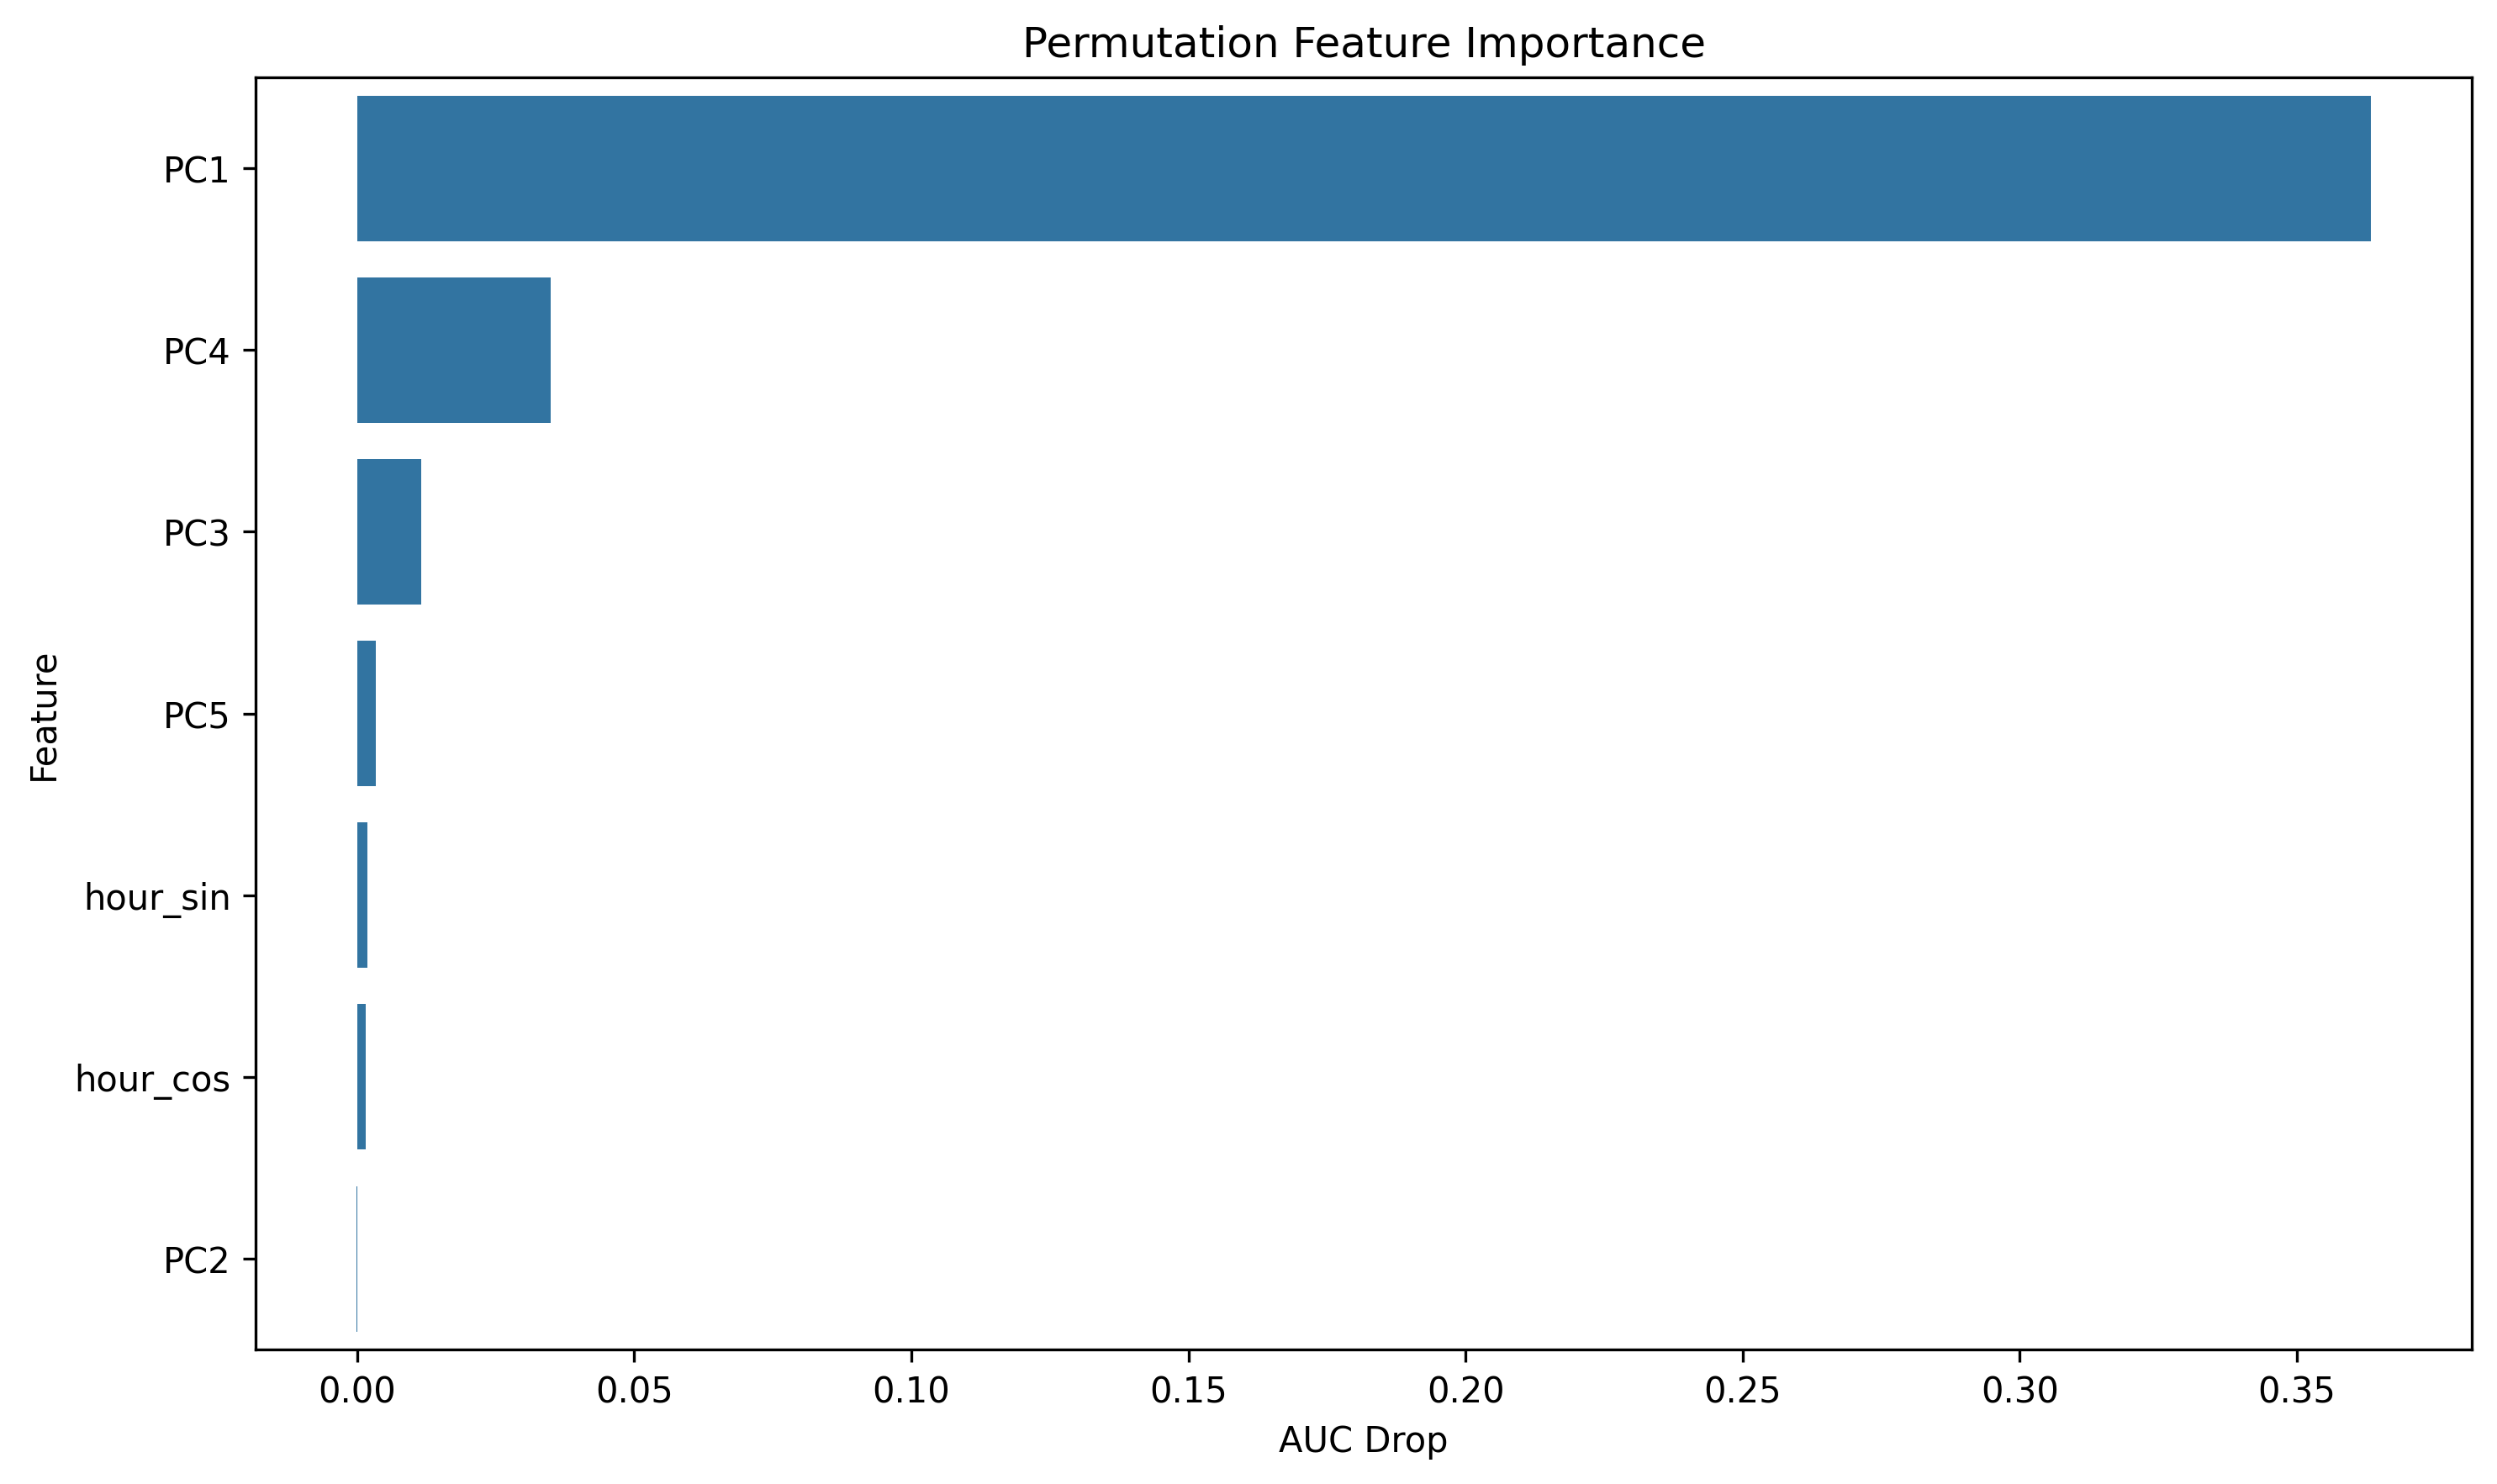 Permutation Feature Importance
Feature
PC1
PC4
PC3
PC5
hour_sin
hour_cos
PC2
0.00 0.05 0.10 0.15 0.20 0.25 0.30 0.35
AUC Drop